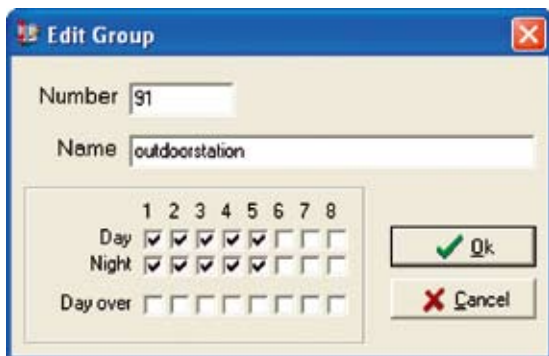 Edit Group
Number 91
Name outdoorstation
1 2 3 4 5 6 7 8
Day
Night
Day over
Ok
Cancel